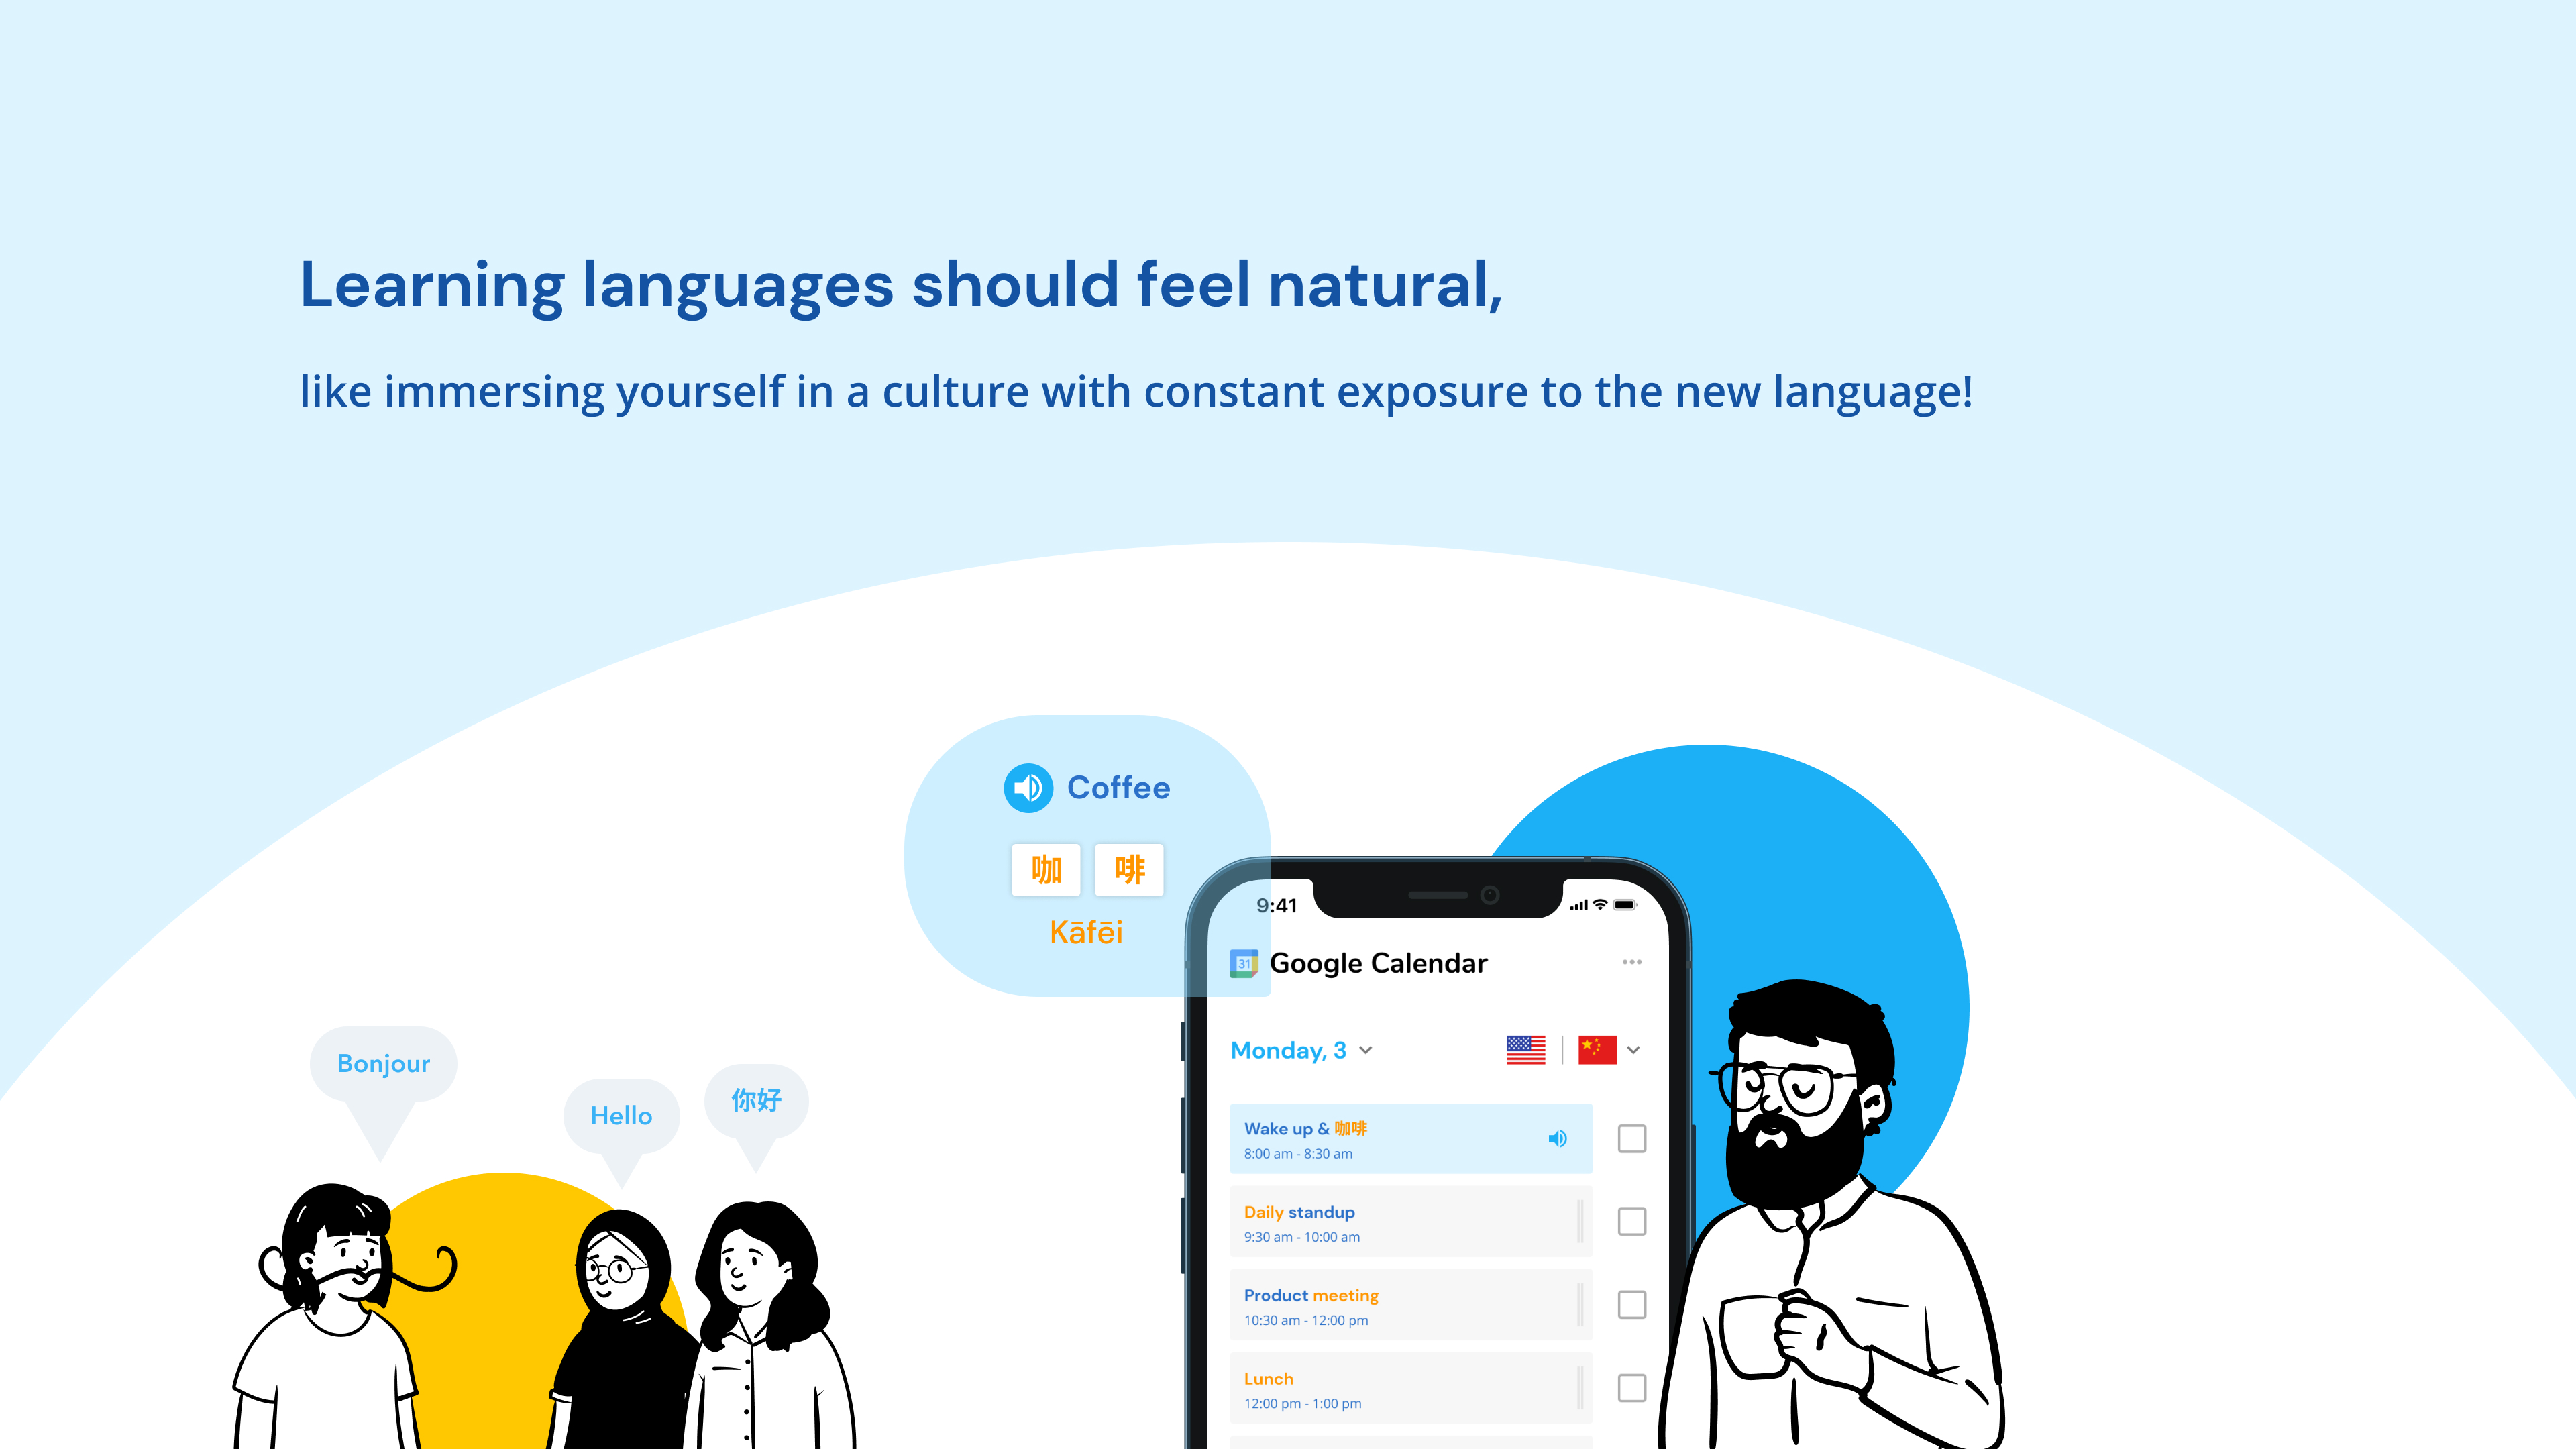 Learning languages should feel natural,
like immersing yourself in a culture with constant exposure to the new language!
Coffee
咖 啡
Kāfēi
Bonjour
Hello
你好
9:41
31 Google Calendar
Monday, 3
Wake up & 咖啡
8:00 am - 8:30 am
Daily standup
9:30 am - 10:00 am
Product meeting
10:30 am - 12:00 pm
Lunch
12:00 pm - 1:00 pm